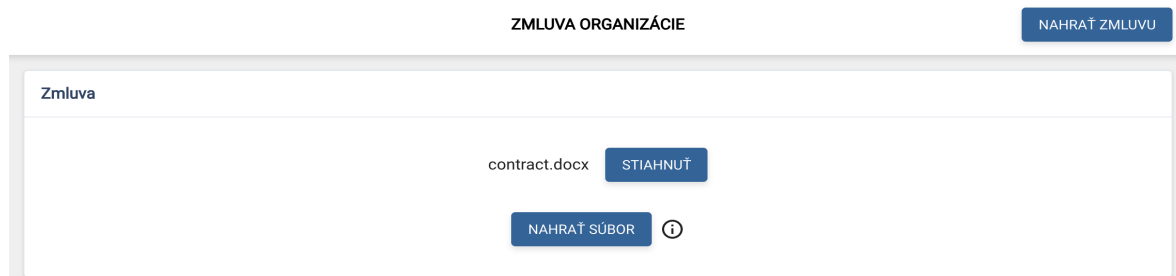 ZMLUVA ORGANIZÁCIE NAHRAŤ ZMLUVU
Zmluva
contract.docx STIAHNUŤ
NAHRAŤ SÚBOR